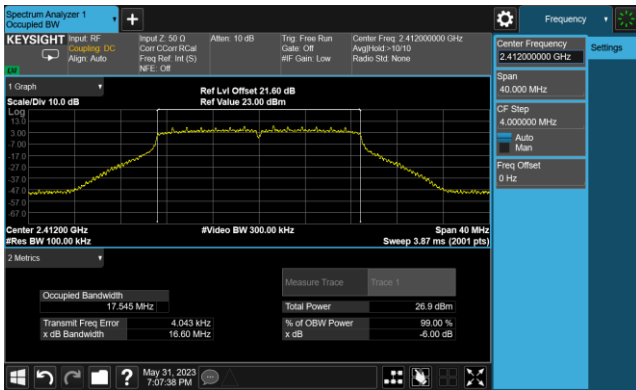 Spectrum Analyzer 1
Occupied BW
Frequency
KEYSIGHT
Input: RF
Coupling: DC
Align: Auto
Input Z: 50 Ω
Corr CCorr RCal
Freq Ref: Int (S)
NFE: Off
Atten: 10 dB
Trig: Free Run
Gate: Off
#IF Gain: Low
Center Freq: 2.412000000 GHz
Avg|Hold:>10/10
Radio Std: None
LXI
Center Frequency
2.412000000 GHz
Settings
Span
40.000 MHz
CF Step
4.000000 MHz
Auto
Man
Freq Offset
0 Hz
1 Graph
Scale/Div 10.0 dB
Ref Lvl Offset 21.60 dB
Ref Value 23.00 dBm
Log
13.0
3.00
-7.00
-17.0
-27.0
-37.0
-47.0
-57.0
-67.0
Center 2.41200 GHz
#Video BW 300.00 kHz
Span 40 MHz
#Res BW 100.00 kHz
Sweep 3.87 ms (2001 pts)
2 Metrics
Measure Trace
Trace 1
Occupied Bandwidth
17.545 MHz
Total Power
26.9 dBm
Transmit Freq Error
4.043 kHz
% of OBW Power
99.00 %
x dB Bandwidth
16.60 MHz
x dB
-6.00 dB
?
May 31, 2023
7:07:38 PM